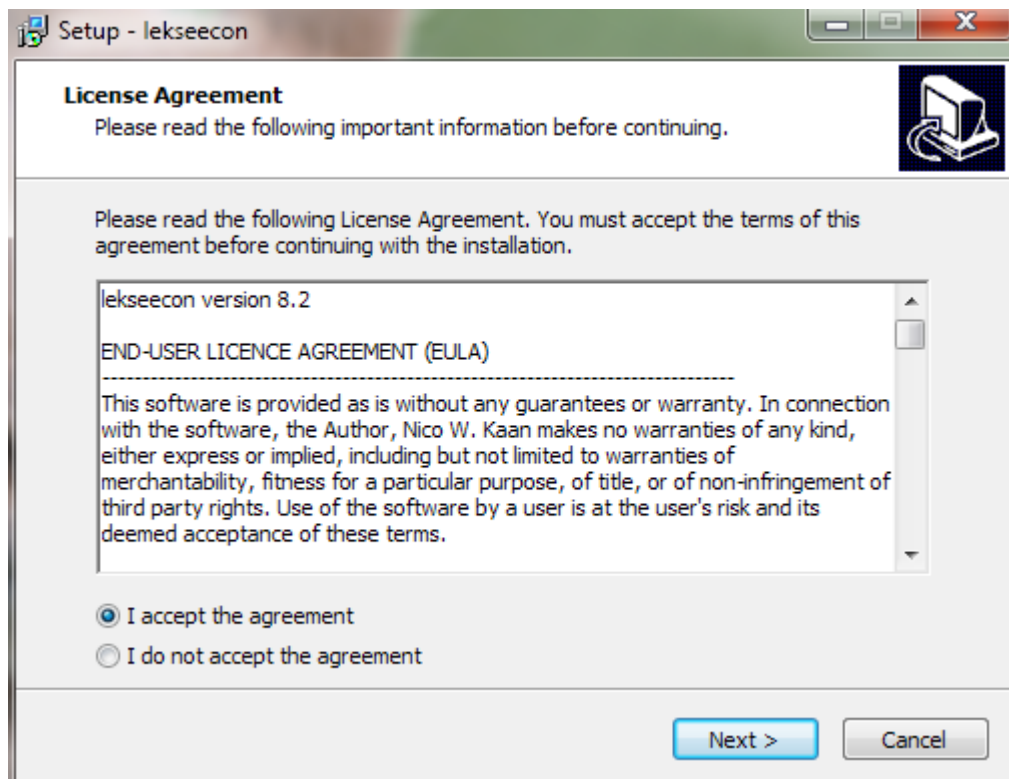 Setup - lekseecon
License Agreement
Please read the following important information before continuing.
Please read the following License Agreement. You must accept the terms of this
agreement before continuing with the installation.
lekseecon version 8.2
END-USER LICENCE AGREEMENT (EULA)
-------------------------------------------------------------------------------
This software is provided as is without any guarantees or warranty. In connection
with the software, the Author, Nico W. Kaan makes no warranties of any kind,
either express or implied, including but not limited to warranties of
merchantability, fitness for a particular purpose, of title, or of non-infringement of
third party rights. Use of the software by a user is at the user's risk and its
deemed acceptance of these terms.
I accept the agreement
I do not accept the agreement
Next >
Cancel